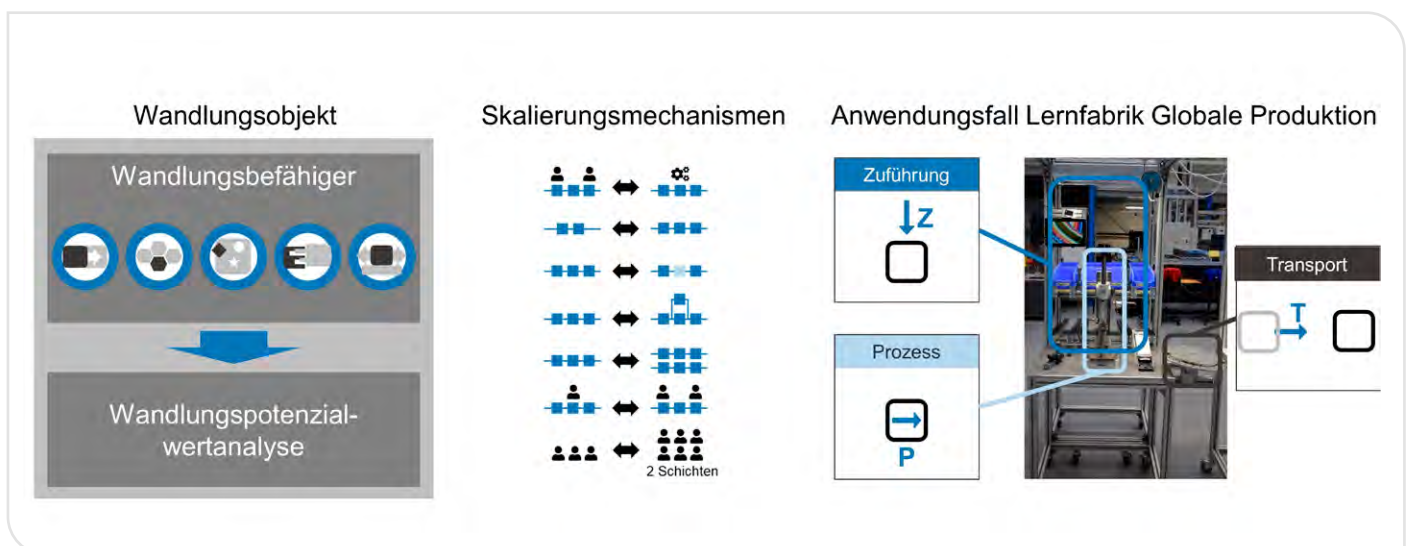 Wandlungsobjekt
Wandlungsbefähiger
Wandlungspotenzial-
wertanalyse
Skalierungsmechanismen
2 Schichten
Anwendungsfall Lernfabrik Globale Produktion
Zuführung
Z
Prozess
P
Transport
T